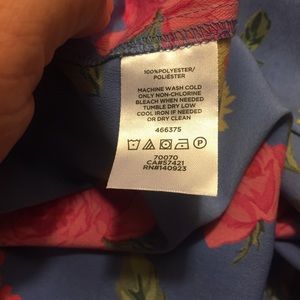 100%POLYESTER/
POLIÉSTER
MACHINE WASH COLD
ONLY NON-CHLORINE
BLEACH WHEN NEEDED
TUMBLE DRY LOW
COOL IRON IF NEEDED
OR DRY CLEAN
466375
70070
CA#57421
RN#140923